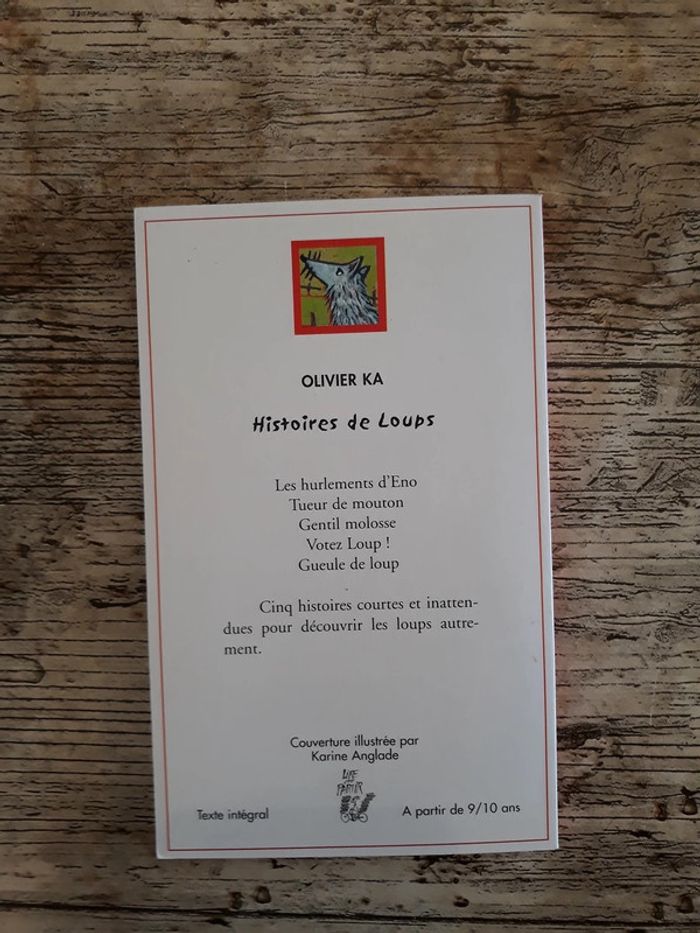 OLIVIER KA
Histoires de Loups
Les hurlements d'Eno
Tueur de mouton
Gentil molosse
Votez Loup !
Gueule de loup
Cinq histoires courtes et inatten-
dues pour découvrir les loups autre-
ment.
Couverture illustrée par
Karine Anglade
LIRE
PARTIR
Texte intégral
A partir de 9/10 ans